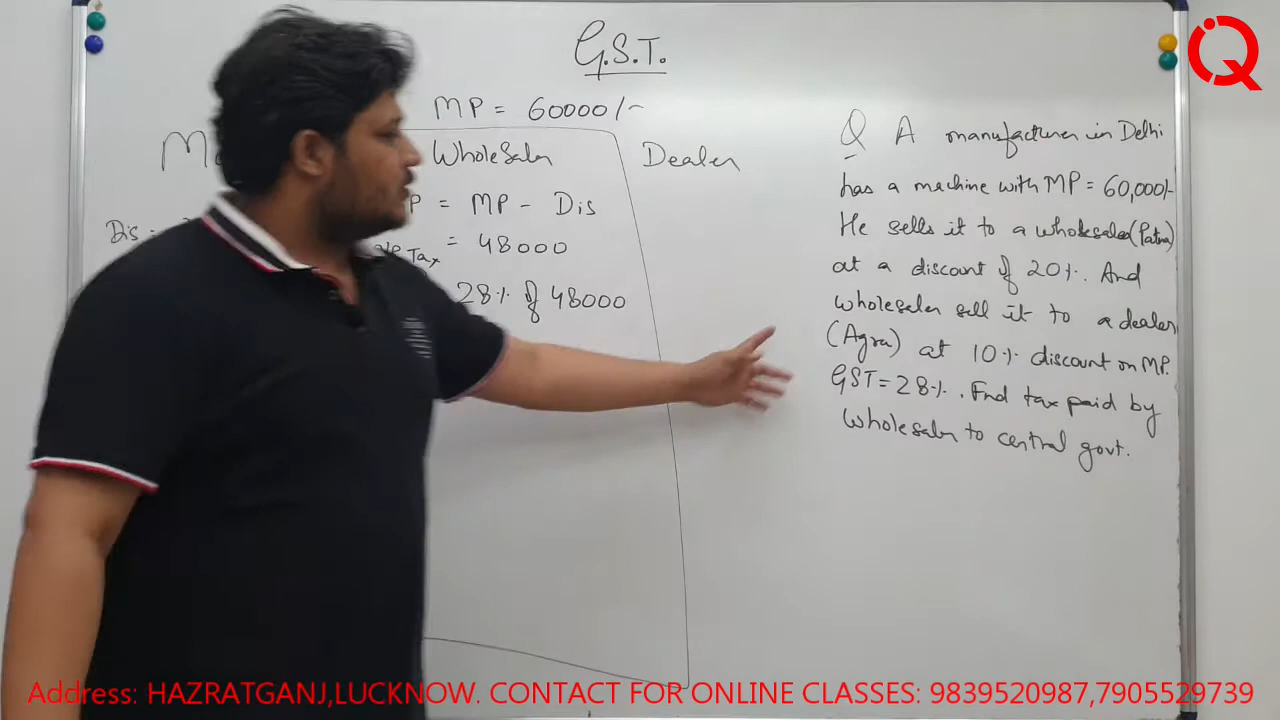 G.S.T.
MP = 60000/-
Wholesaler
Dealer
= MP - Dis
Dis
Tax = 48000
28% of 48000
Q A manufacturer in Delhi
has a machine with MP = 60,000/-
He sells it to a wholesaler (Patna)
at a discount of 20%. And
wholesaler sell it to a dealer
(Agra) at 10% discount on MP.
GST = 28%. Find tax paid by
wholesaler to central govt.
Q
Address: HAZRATGANJ,LUCKNOW. CONTACT FOR ONLINE CLASSES: 9839520987,7905529739